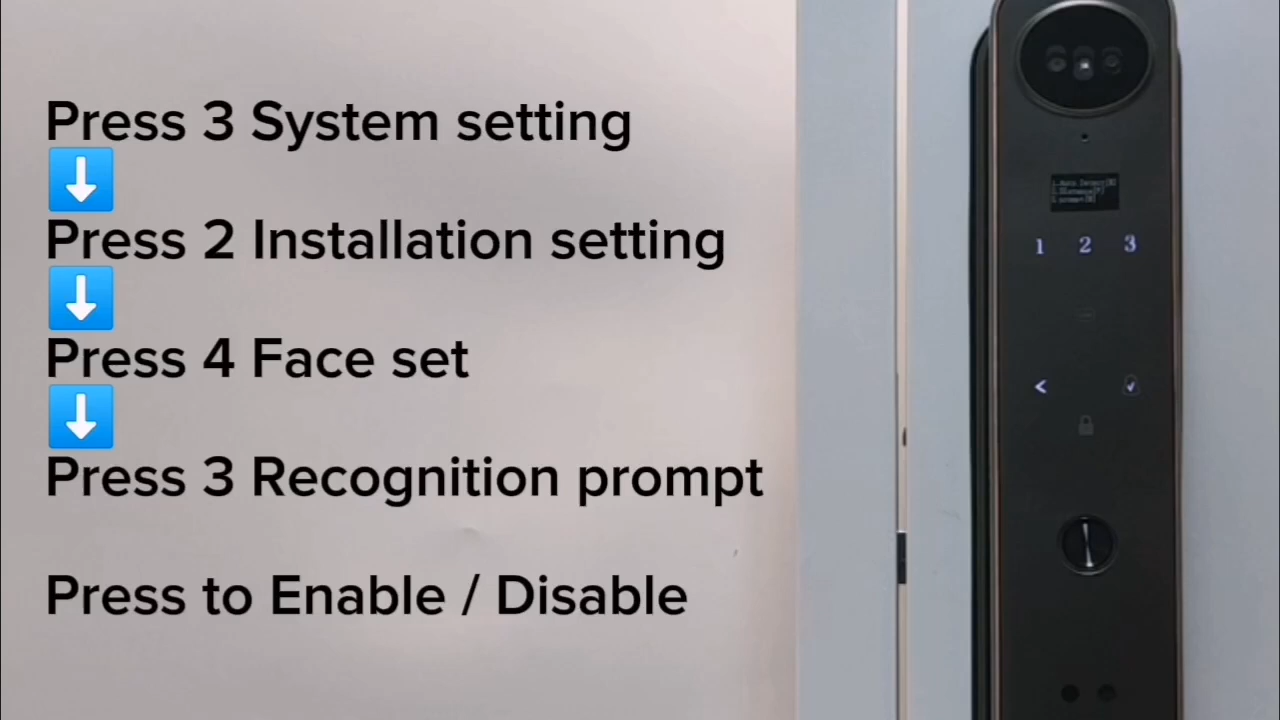 Press 3 System setting
⬇️
Press 2 Installation setting
⬇️
Press 4 Face set
⬇️
Press 3 Recognition prompt
Press to Enable / Disable
1 2 3
<